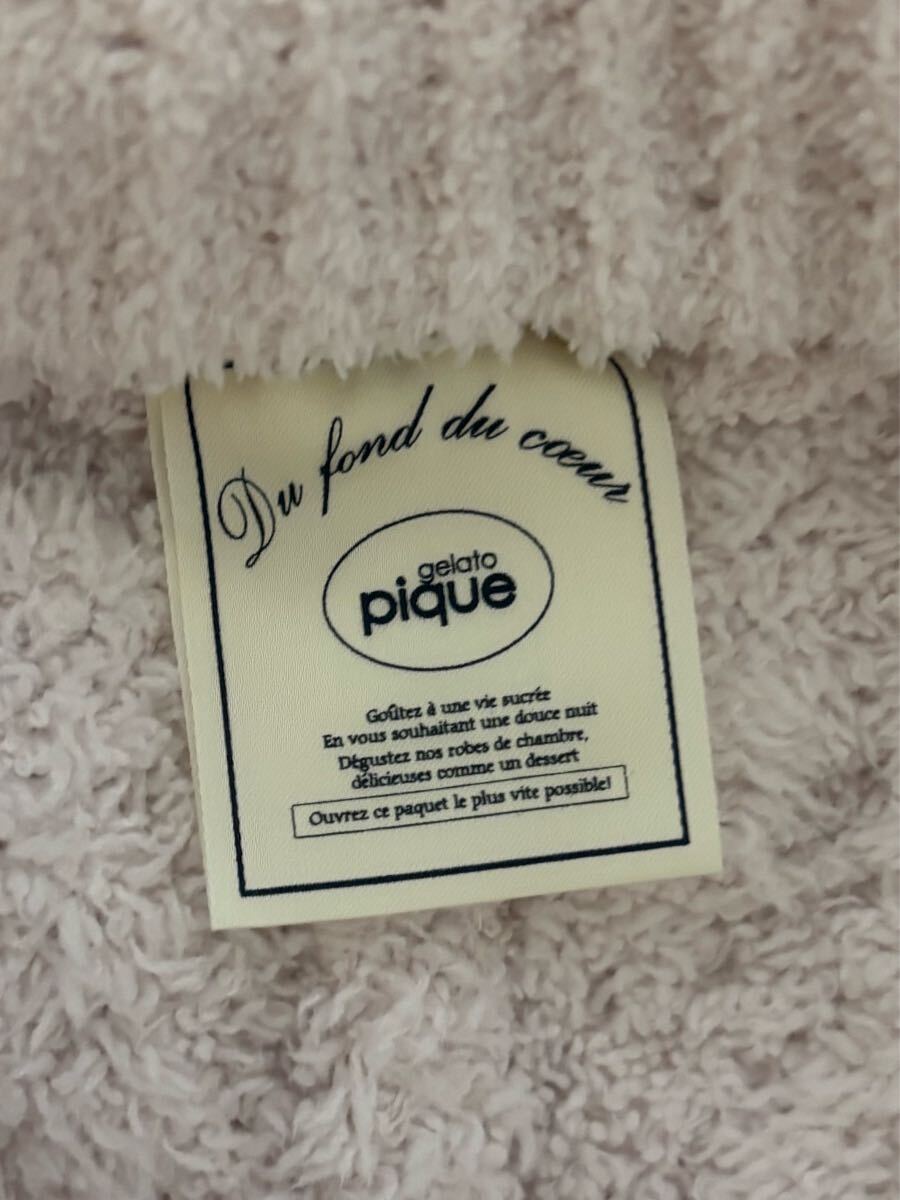 Du fond du cœur
gelato
pique
Goûtez à une vie sucrée
En vous souhaitant une douce nuit
Dégustez nos robes de chambre,
délicieuses comme un dessert
Ouvrez ce paquet le plus vite possible!